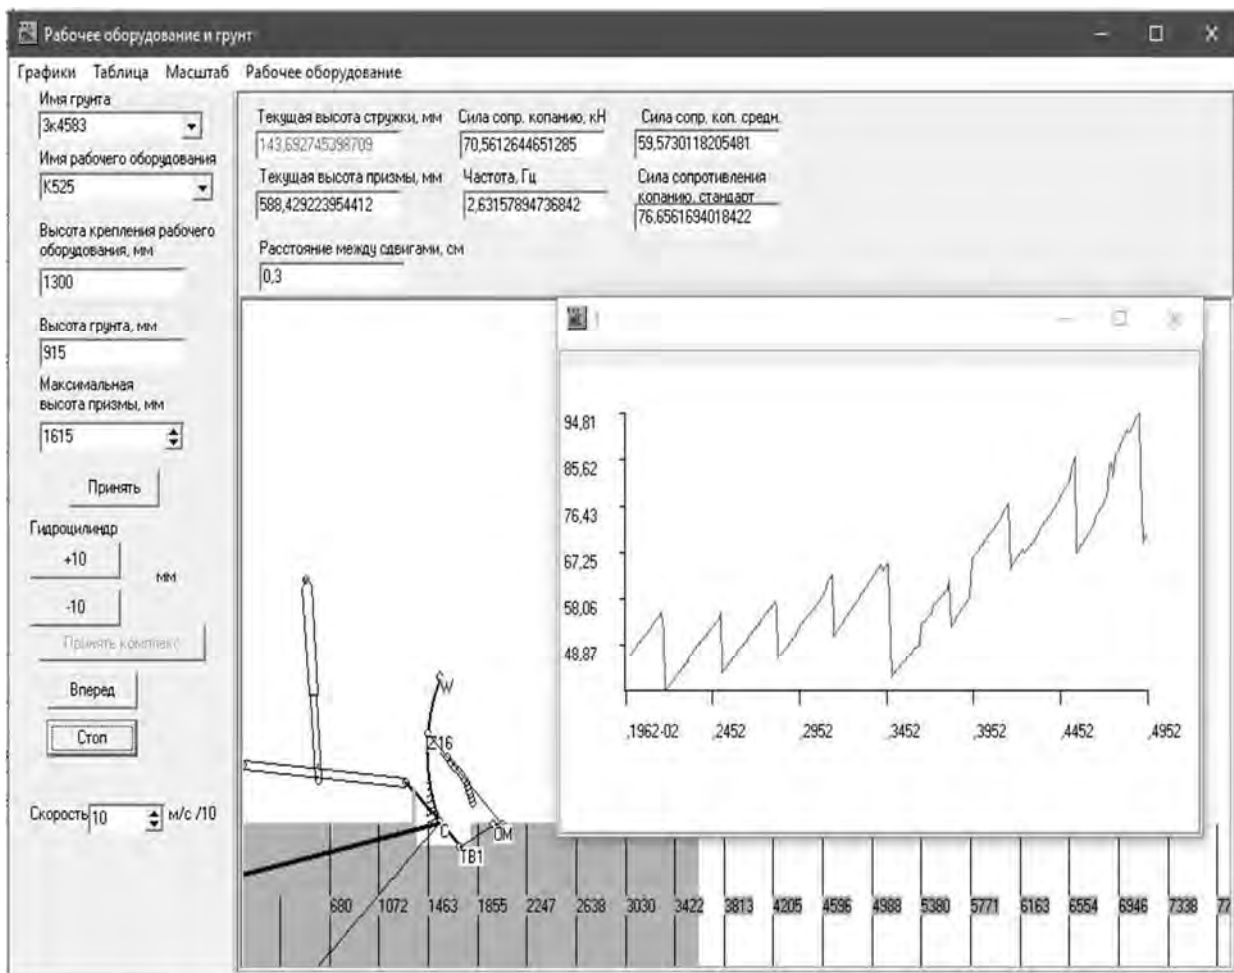 Рабочее оборудование и грунт
Графики Таблица Масштаб Рабочее оборудование
Имя грунта
3к4583
Имя рабочего оборудования
К525
Высота крепления рабочего
оборудования, мм
1300
Высота грунта, мм
915
Максимальная
высота призмы, мм
1615
Принять
Гидроцилиндр
+10
мм
-10
Принять комплекс
Вперед
Стоп
Скорость 10 м/с /10
Текущая высота стружки, мм
143,692745398709
Сила сопр. копанию, кН
70,5612644651285
Сила сопр. коп. средн.
59,5730118205481
Текущая высота призмы, мм
588,429223954412
Частота, Гц
2,63157894736842
Сила сопротивления
копанию, стандарт
76,6561694018422
Расстояние между сдвигами, см
0,3
94,81
85,62
76,43
67,25
58,06
48,87
,1962-02 ,2452 ,2952 ,3452 ,3952 ,4452 ,4952
W
Z16
C
TB1
OM
680 1072 1463 1855 2247 2638 3030 3422 3813 4205 4596 4988 5380 5771 6163 6554 6946 7338 77